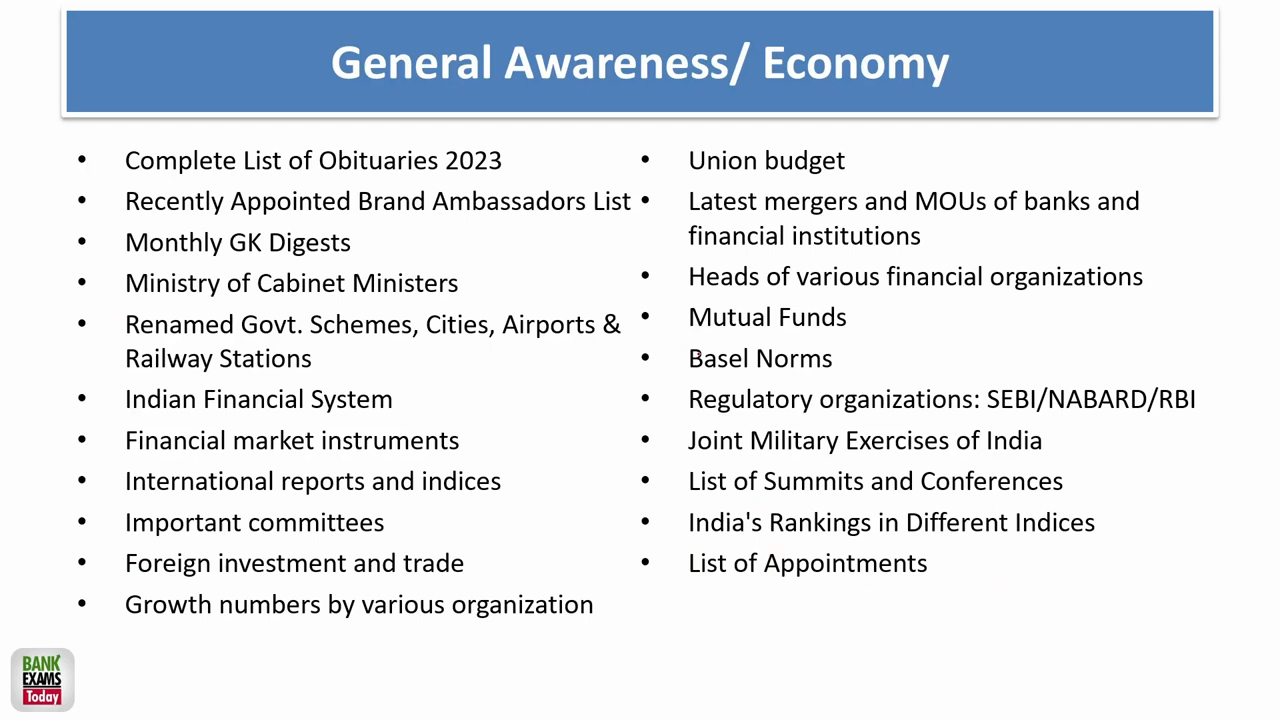 General Awareness/ Economy
• Complete List of Obituaries 2023
• Recently Appointed Brand Ambassadors List
• Monthly GK Digests
• Ministry of Cabinet Ministers
• Renamed Govt. Schemes, Cities, Airports &
Railway Stations
• Indian Financial System
• Financial market instruments
• International reports and indices
• Important committees
• Foreign investment and trade
• Growth numbers by various organization
• Union budget
• Latest mergers and MOUs of banks and
financial institutions
• Heads of various financial organizations
• Mutual Funds
• Basel Norms
• Regulatory organizations: SEBI/NABARD/RBI
• Joint Military Exercises of India
• List of Summits and Conferences
• India's Rankings in Different Indices
• List of Appointments
BANK
EXAMS
Today